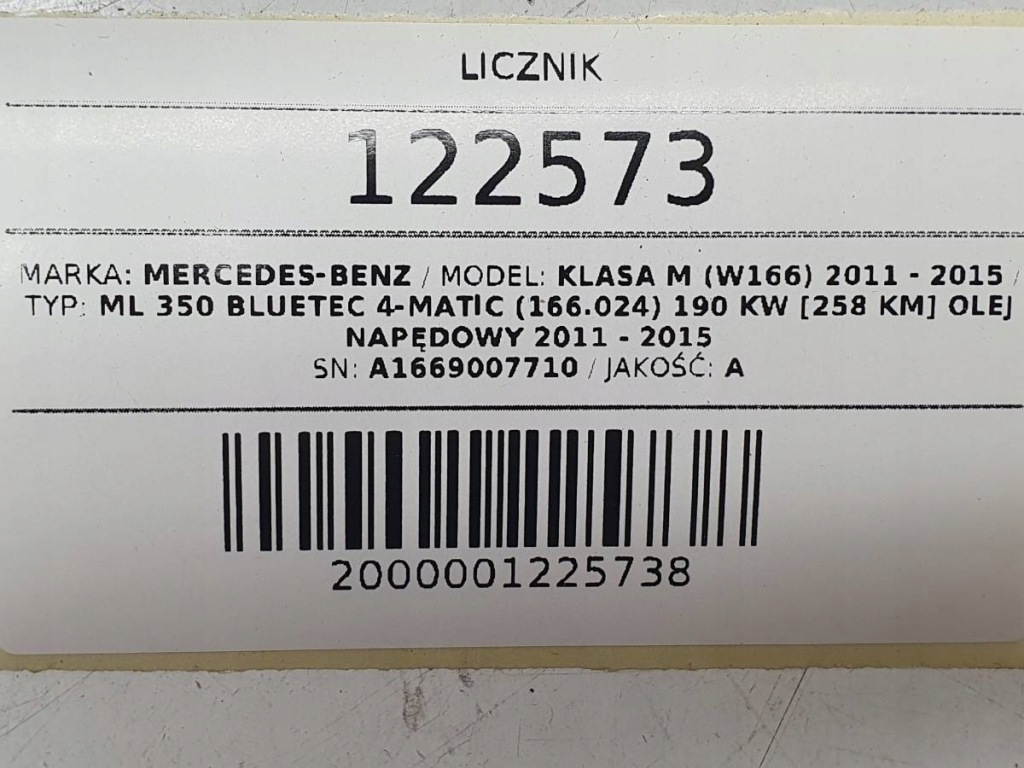 LICZNIK
122573
MARKA: MERCEDES-BENZ / MODEL: KLASA M (W166) 2011 - 2015 /
TYP: ML 350 BLUETEC 4-MATIC (166.024) 190 KW [258 KM] OLEJ
NAPĘDOWY 2011 - 2015
SN: A1669007710 / JAKOŚĆ: A
2000001225738